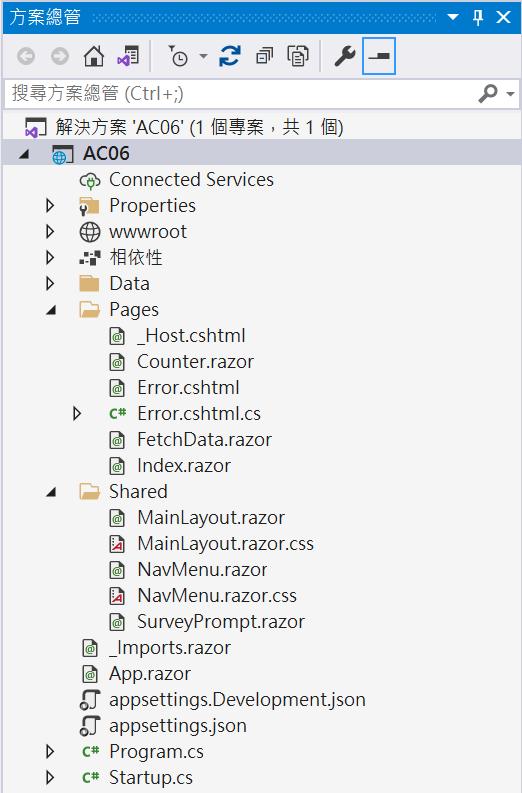 方案總管
搜尋方案總管 (Ctrl+;)
解決方案 'AC06' (1 個專案，共 1 個)
AC06
Connected Services
Properties
wwwroot
相依性
Data
Pages
_Host.cshtml
Counter.razor
Error.cshtml
C# Error.cshtml.cs
FetchData.razor
Index.razor
Shared
MainLayout.razor
MainLayout.razor.css
NavMenu.razor
NavMenu.razor.css
SurveyPrompt.razor
_Imports.razor
App.razor
appsettings.Development.json
appsettings.json
C# Program.cs
C# Startup.cs